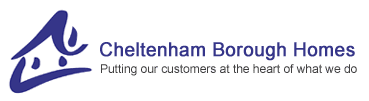 Cheltenham Borough Homes
Putting our customers at the heart of what we do